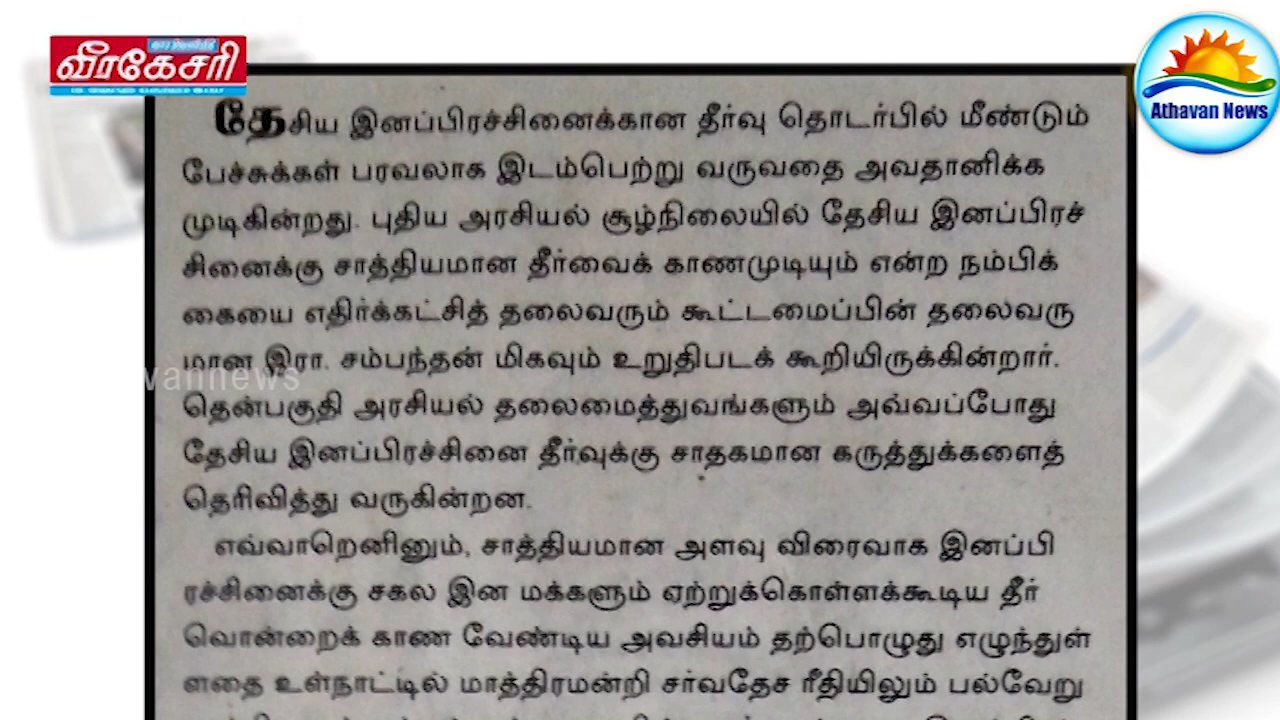 வீரகேசரி
Athavan News
தேசிய இனப்பிரச்சினைக்கான தீர்வு தொடர்பில் மீண்டும்
பேச்சுக்கள் பரவலாக இடம்பெற்று வருவதை அவதானிக்க
முடிகின்றது. புதிய அரசியல் சூழ்நிலையில் தேசிய இனப்பிரச்
சினைக்கு சாத்தியமான தீர்வைக் காணமுடியும் என்ற நம்பிக்
கையை எதிர்க்கட்சித் தலைவரும் கூட்டமைப்பின் தலைவரு
மான இரா. சம்பந்தன் மிகவும் உறுதிபடக் கூறியிருக்கின்றார்.
vannews
தென்பகுதி அரசியல் தலைமைத்துவங்களும் அவ்வப்போது
தேசிய இனப்பிரச்சினை தீர்வுக்கு சாதகமான கருத்துக்களைத்
தெரிவித்து வருகின்றன.
எவ்வாறெனினும், சாத்தியமான அளவு விரைவாக இனப்பி
ரச்சினைக்கு சகல இன மக்களும் ஏற்றுக்கொள்ளக்கூடிய தீர்
வொன்றைக் காண வேண்டிய அவசியம் தற்பொழுது எழுந்துள்
ளதை உள்நாட்டில் மாத்திரமன்றி சர்வதேச ரீதியிலும் பல்வேறு